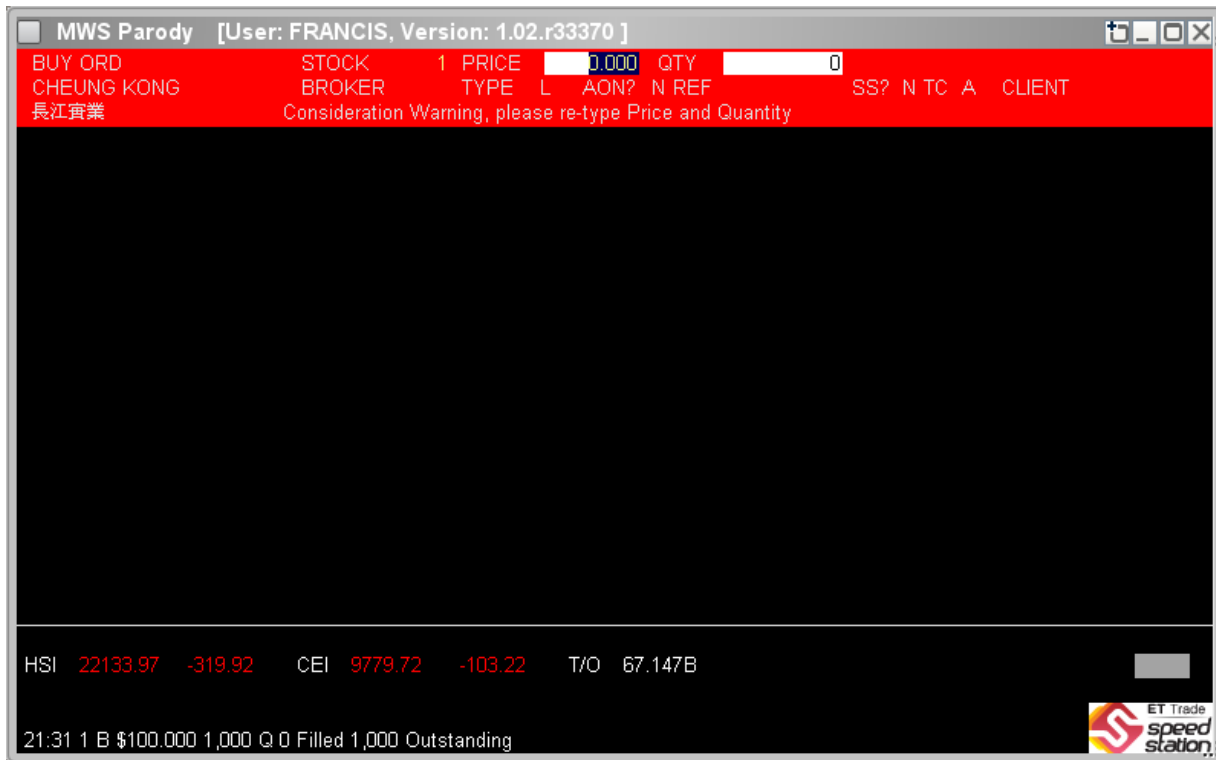 MWS Parody [User: FRANCIS, Version: 1.02.r33370 ]
BUY ORD STOCK 1 PRICE 0.000 QTY 0
CHEUNG KONG BROKER TYPE L AON? N REF SS? N TC A CLIENT
長江實業 Consideration Warning, please re-type Price and Quantity
HSI 22133.97 -319.92 CEI 9779.72 -103.22 T/O 67.147B
ET Trade
speed
station
21:31 1 B $100.000 1,000 Q 0 Filled 1,000 Outstanding